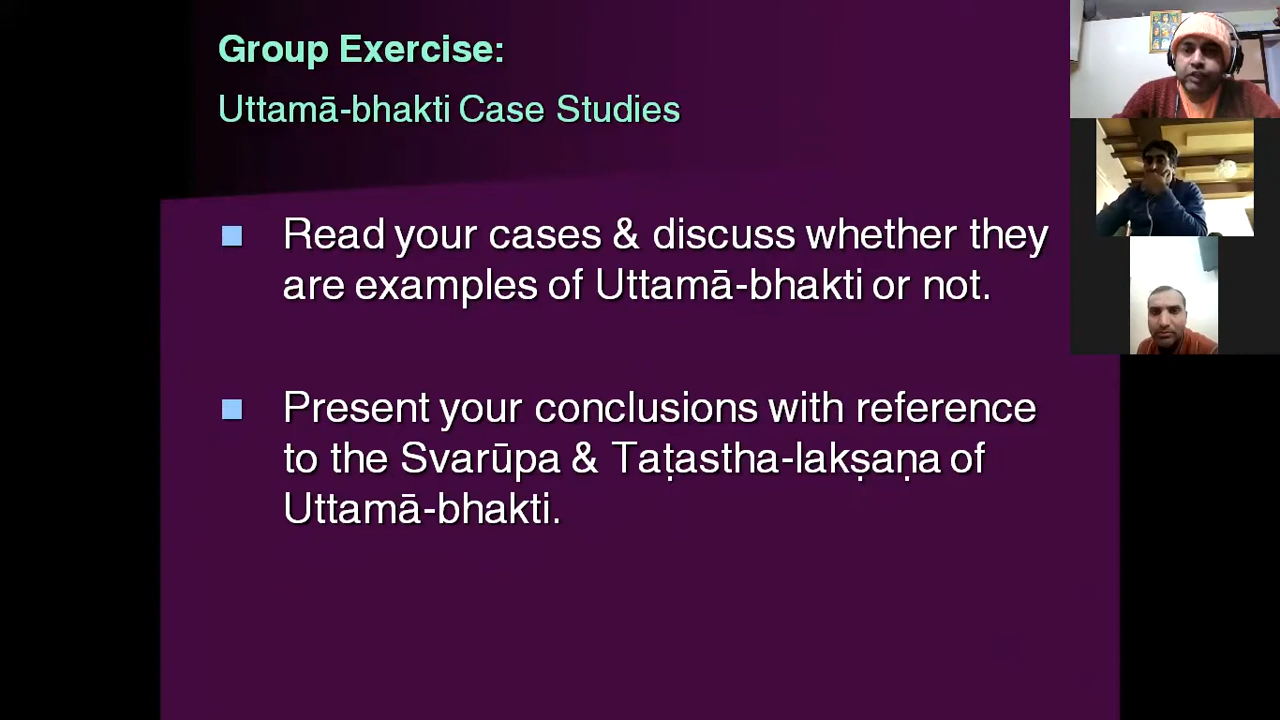 Group Exercise:
Uttamā-bhakti Case Studies
Read your cases & discuss whether they
are examples of Uttamā-bhakti or not.
Present your conclusions with reference
to the Svarūpa & Taṭastha-lakṣaṇa of
Uttamā-bhakti.